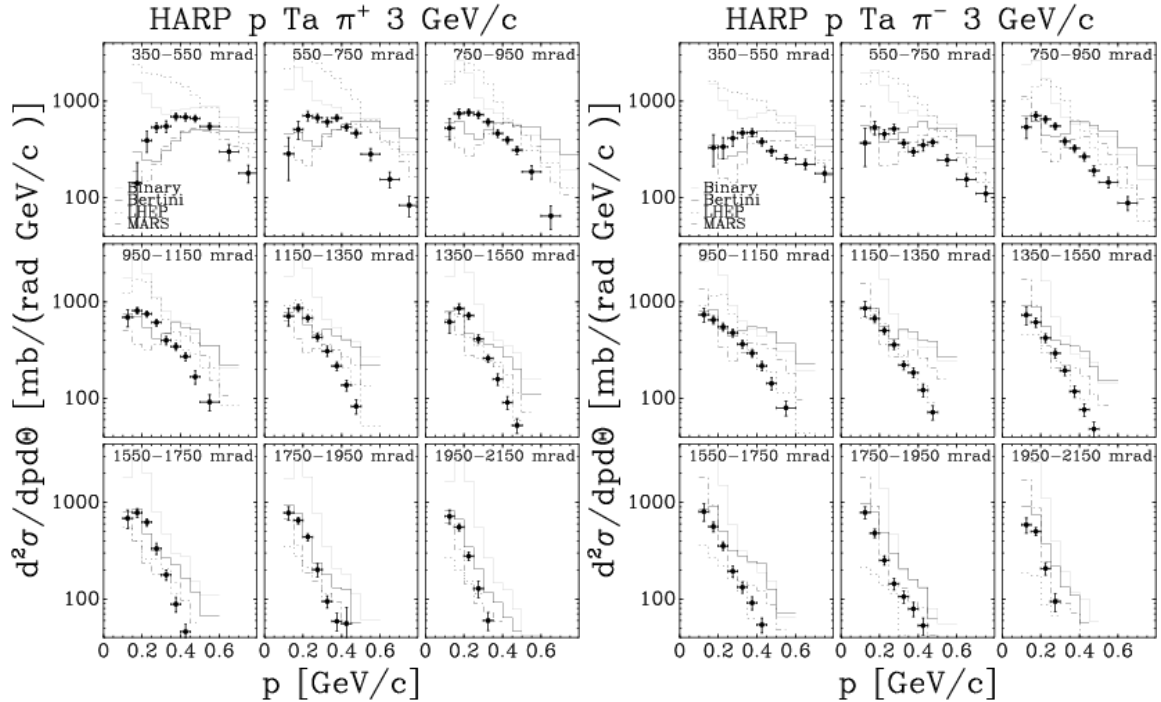 HARP p Ta π⁺ 3 GeV/c
d²σ/dpdΘ [mb/(rad GeV/c)]
350-550 mrad
550-750 mrad
750-950 mrad
1000
100
Binary
Bertini
LHEP
MARS
950-1150 mrad
1150-1350 mrad
1350-1550 mrad
1000
100
1550-1750 mrad
1750-1950 mrad
1950-2150 mrad
1000
100
0 0.2 0.4 0.6 0 0.2 0.4 0.6 0 0.2 0.4 0.6
p [GeV/c]
HARP p Ta π⁻ 3 GeV/c
d²σ/dpdΘ [mb/(rad GeV/c)]
350-550 mrad
550-750 mrad
750-950 mrad
1000
100
Binary
Bertini
LHEP
MARS
950-1150 mrad
1150-1350 mrad
1350-1550 mrad
1000
100
1550-1750 mrad
1750-1950 mrad
1950-2150 mrad
1000
100
0 0.2 0.4 0.6 0 0.2 0.4 0.6 0 0.2 0.4 0.6
p [GeV/c]